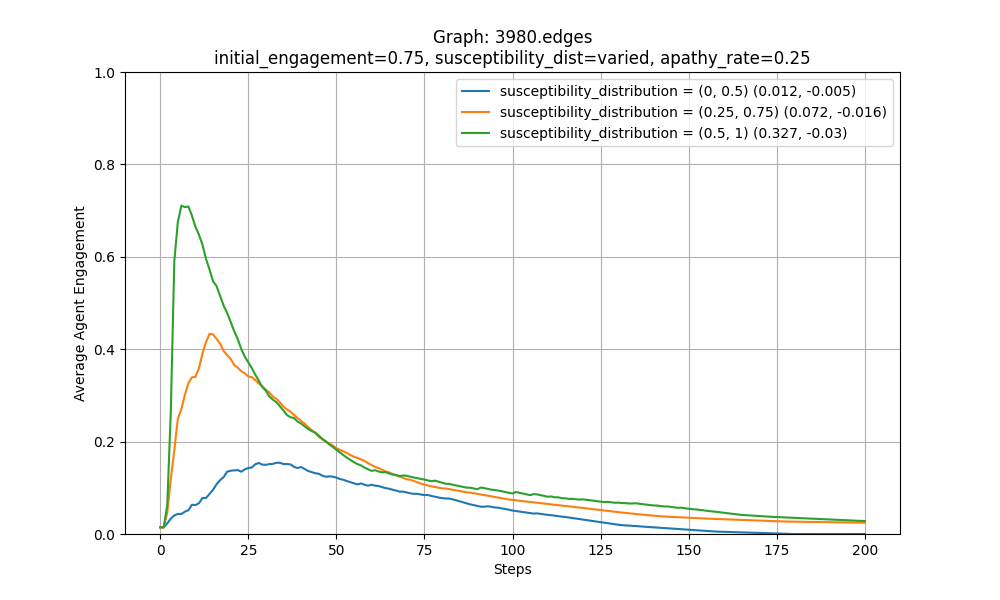 Graph: 3980.edges
initial_engagement=0.75, susceptibility_dist=varied, apathy_rate=0.25
susceptibility_distribution = (0, 0.5) (0.012, -0.005)
susceptibility_distribution = (0.25, 0.75) (0.072, -0.016)
susceptibility_distribution = (0.5, 1) (0.327, -0.03)
Average Agent Engagement
1.0
0.8
0.6
0.4
0.2
0.0
0 25 50 75 100 125 150 175 200
Steps